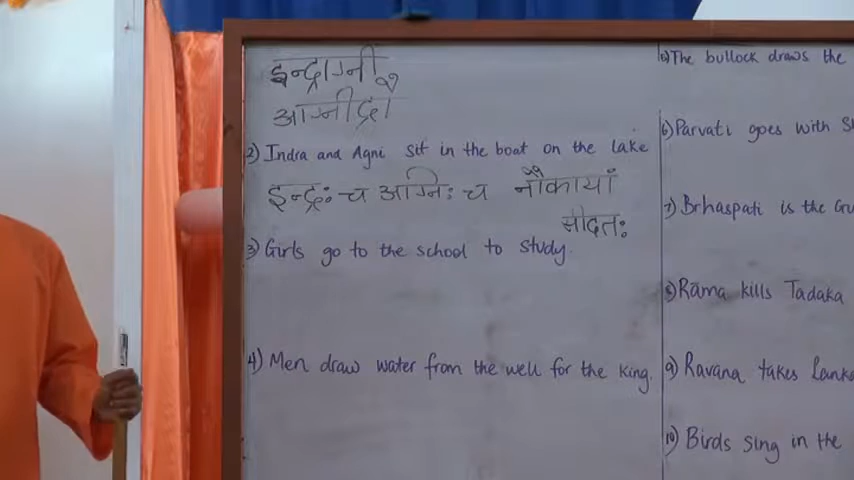 इन्द्राग्नी
आग्नीद्रौ
2) Indra and Agni sit in the boat on the lake
इन्द्रः च अग्निः च नौकायां
सीदतः
3) Girls go to the school to study.
4) Men draw water from the well for the king.
5) The bullock draws the
6) Parvati goes with
7) Brhaspati is the
8) Rāma kills Tadaka
9) Ravana takes
10) Birds sing in the